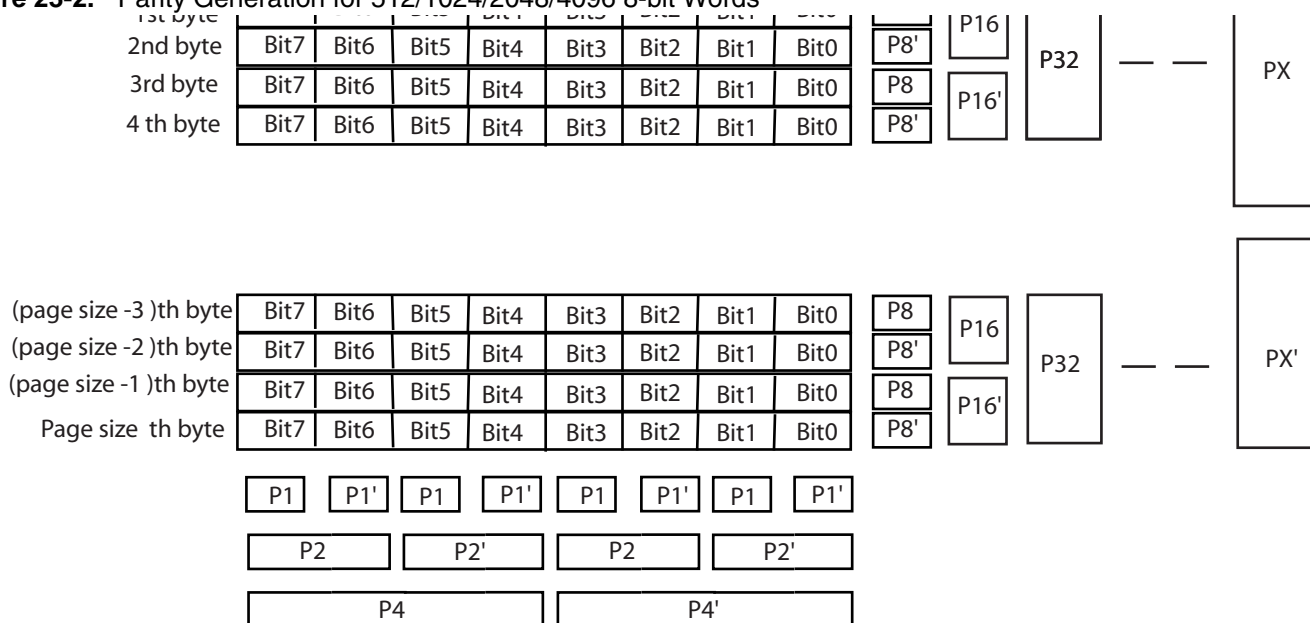 re 23-2. Parity Generation for 512/1024/2048/4096 8-bit Words
1st byte P16
2nd byte Bit7 Bit6 Bit5 Bit4 Bit3 Bit2 Bit1 Bit0 P8' P32 PX
3rd byte Bit7 Bit6 Bit5 Bit4 Bit3 Bit2 Bit1 Bit0 P8 P16'
4 th byte Bit7 Bit6 Bit5 Bit4 Bit3 Bit2 Bit1 Bit0 P8'
(page size -3 )th byte Bit7 Bit6 Bit5 Bit4 Bit3 Bit2 Bit1 Bit0 P8 P16
(page size -2 )th byte Bit7 Bit6 Bit5 Bit4 Bit3 Bit2 Bit1 Bit0 P8' P32 PX'
(page size -1 )th byte Bit7 Bit6 Bit5 Bit4 Bit3 Bit2 Bit1 Bit0 P8 P16'
Page size th byte Bit7 Bit6 Bit5 Bit4 Bit3 Bit2 Bit1 Bit0 P8'
P1 P1' P1 P1' P1 P1' P1 P1'
P2 P2' P2 P2'
P4 P4'